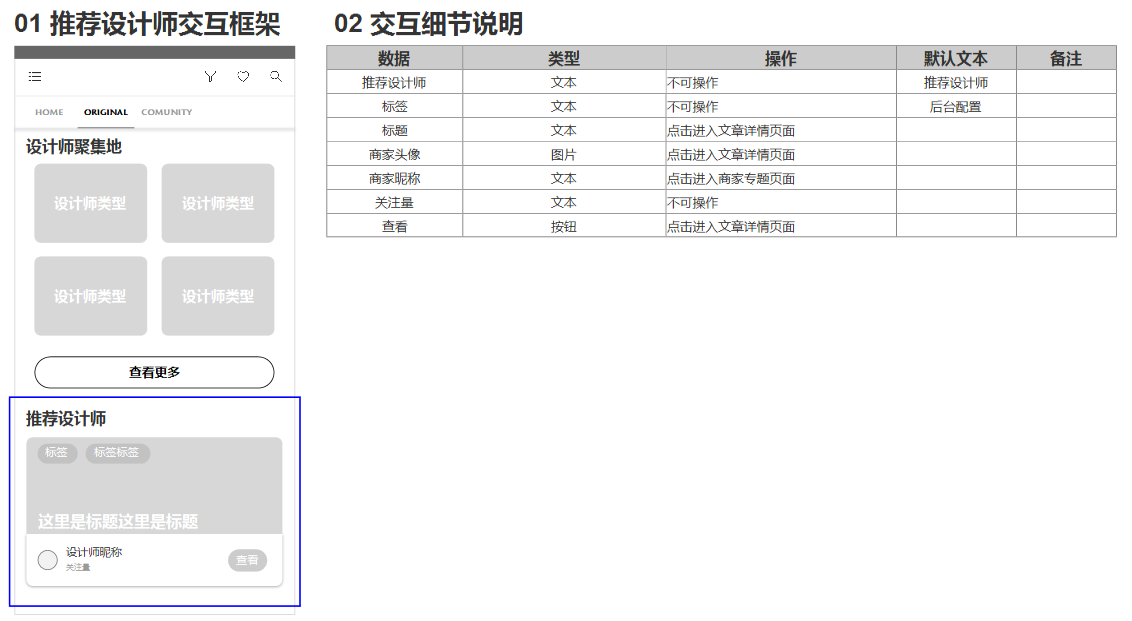 01 推荐设计师交互框架
HOME ORIGINAL COMUNITY
设计师聚集地
设计师类型 设计师类型
设计师类型 设计师类型
查看更多
推荐设计师
标签 标签标签
这里是标题这里是标题
设计师昵称
关注量
查看
02 交互细节说明
数据 类型 操作 默认文本 备注
推荐设计师 文本 不可操作 推荐设计师
标签 文本 不可操作 后台配置
标题 文本 点击进入文章详情页面
商家头像 图片 点击进入文章详情页面
商家昵称 文本 点击进入商家专题页面
关注量 文本 不可操作
查看 按钮 点击进入文章详情页面